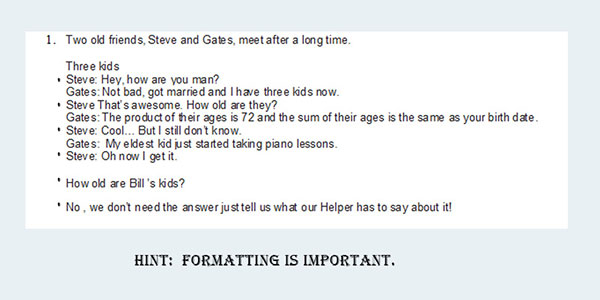 1. Two old friends, Steve and Gates, meet after a long time.
Three kids
• Steve: Hey, how are you man?
Gates: Not bad, got married and I have three kids now.
• Steve That's awesome. How old are they?
Gates: The product of their ages is 72 and the sum of their ages is the same as your birth date.
• Steve: Cool... But I still don't know.
Gates: My eldest kid just started taking piano lessons.
• Steve: Oh now I get it.
• How old are Bill 's kids?
• No , we don't need the answer just tell us what our Helper has to say about it!
HINT: FORMATTING IS IMPORTANT.